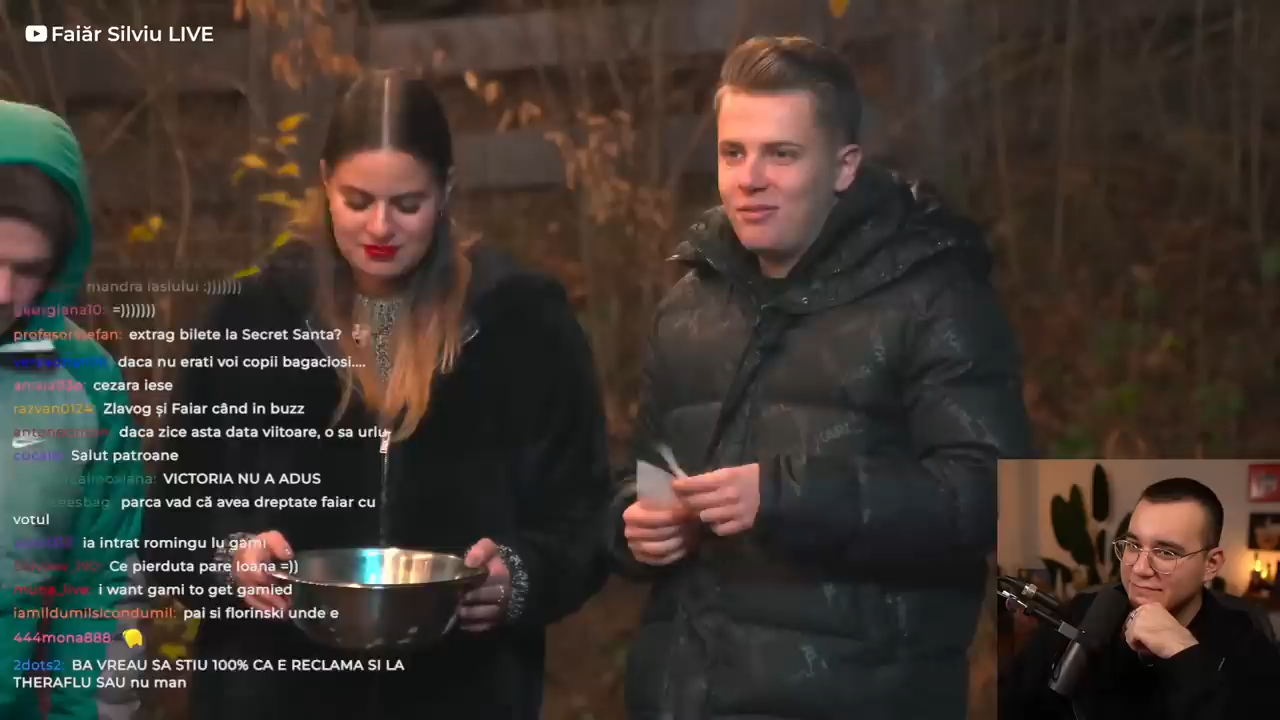 Faiăr Silviu LIVE
mandra Iasiului :)))))))
=)))))))
extrag bilete la Secret Santa?
daca nu erati voi copii bagaciosi....
cezara iese
razvan0124: Zlavog și Faiar când in buzz
daca zice asta data viitoare, o sa urlu
Salut patroane
VICTORIA NU A ADUS
parca vad că avea dreptate faiar cu
votul
ia intrat romingu lu gami
Ce pierduta pare Ioana =))
muna_live: i want gami to get gamied
iamildumilsicondumil: pai si florinski unde e
444mona888:
2dots2: BA VREAU SA STIU 100% CA E RECLAMA SI LA
THERAFLU SAU nu man